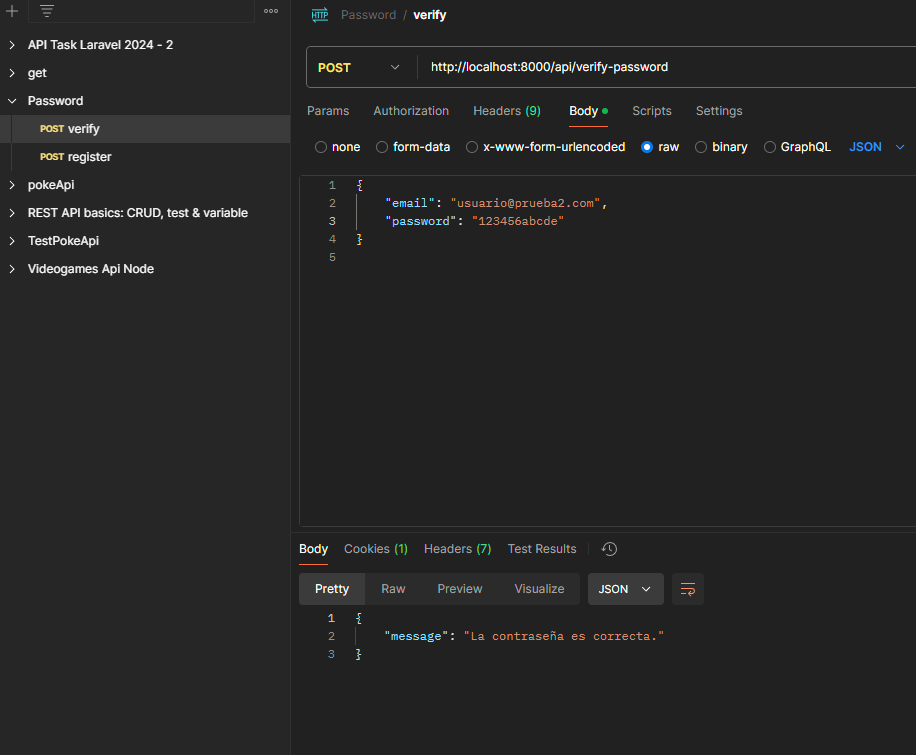 API Task Laravel 2024 - 2
get
Password
POST verify
POST register
pokeApi
REST API basics: CRUD, test & variable
TestPokeApi
Videogames Api Node
HTTP Password / verify
POST http://localhost:8000/api/verify-password
Params Authorization Headers (9) Body Scripts Settings
none form-data x-www-form-urlencoded raw binary GraphQL JSON
1 {
2 "email": "usuario@prueba2.com",
3 "password": "123456abcde"
4 }
5
Body Cookies (1) Headers (7) Test Results
Pretty Raw Preview Visualize JSON
1 {
2 "message": "La contraseña es correcta."
3 }